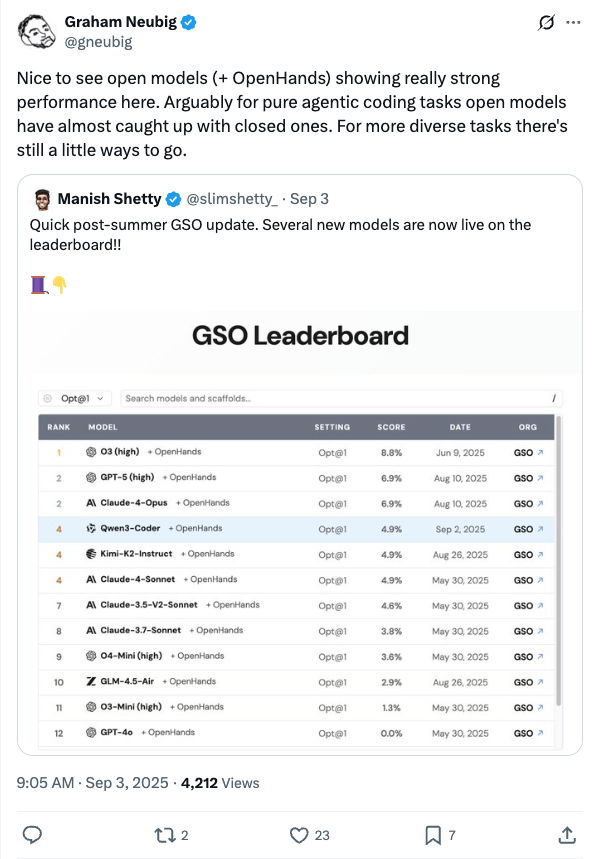 Graham Neubig
@gneubig
Nice to see open models (+ OpenHands) showing really strong
performance here. Arguably for pure agentic coding tasks open models
have almost caught up with closed ones. For more diverse tasks there's
still a little ways to go.
Manish Shetty @slimshetty_ · Sep 3
Quick post-summer GSO update. Several new models are now live on the
leaderboard!!
🧵👇
GSO Leaderboard
Opt@1 Search models and scaffolds... /
RANK MODEL SETTING SCORE DATE ORG
1 O3 (high) + OpenHands Opt@1 8.8% Jun 9, 2025 GSO ↗
2 GPT-5 (high) + OpenHands Opt@1 6.9% Aug 10, 2025 GSO ↗
2 Claude-4-Opus + OpenHands Opt@1 6.9% Aug 10, 2025 GSO ↗
4 Qwen3-Coder + OpenHands Opt@1 4.9% Sep 2, 2025 GSO ↗
4 Kimi-K2-Instruct + OpenHands Opt@1 4.9% Aug 26, 2025 GSO ↗
4 Claude-4-Sonnet + OpenHands Opt@1 4.9% May 30, 2025 GSO ↗
7 Claude-3.5-V2-Sonnet + OpenHands Opt@1 4.6% May 30, 2025 GSO ↗
8 Claude-3.7-Sonnet + OpenHands Opt@1 3.8% May 30, 2025 GSO ↗
9 O4-Mini (high) + OpenHands Opt@1 3.6% May 30, 2025 GSO ↗
10 GLM-4.5-Air + OpenHands Opt@1 2.9% Aug 26, 2025 GSO ↗
11 O3-Mini (high) + OpenHands Opt@1 1.3% May 30, 2025 GSO ↗
12 GPT-4o + OpenHands Opt@1 0.0% May 30, 2025 GSO ↗
9:05 AM · Sep 3, 2025 · 4,212 Views
2 23 7